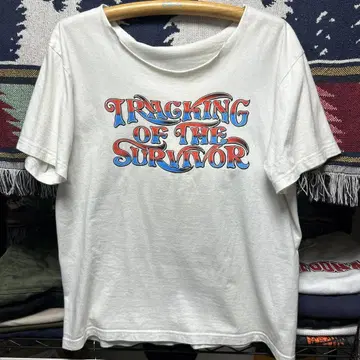 TRACKING
OF THE
SURVIVOR